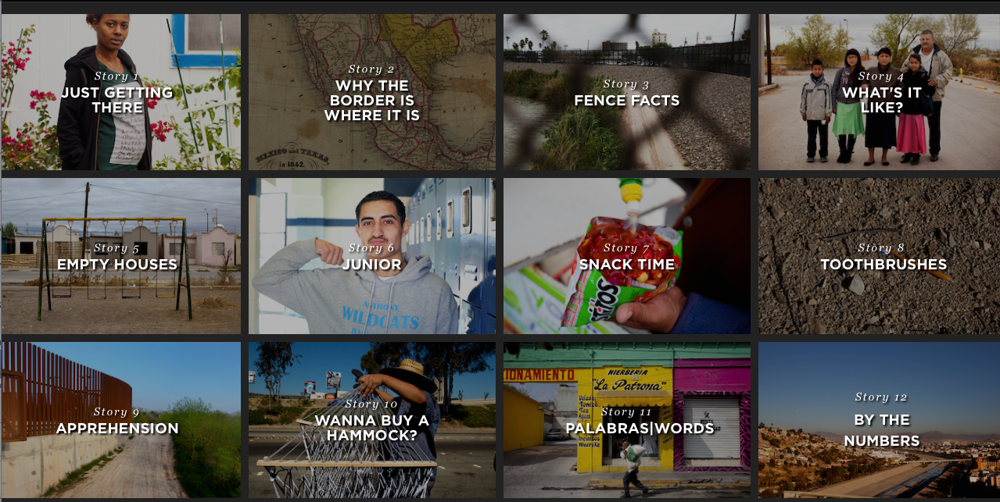 Story 1
JUST GETTING
THERE
Story 2
WHY THE
BORDER IS
WHERE IT IS
MEXICO and TEXAS,
in 1842.
Story 3
FENCE FACTS
Story 4
WHAT'S IT
LIKE?
Story 5
EMPTY HOUSES
Story 6
JUNIOR
ANTHONY
WILDCATS
Story 7
SNACK TIME
Story 8
TOOTHBRUSHES
Story 9
APPREHENSION
Story 10
WANNA BUY A
HAMMOCK?
IONAMIENTO
HIERBERIA
"La Patrona"
Story 11
PALABRAS|WORDS
Story 12
BY THE
NUMBERS